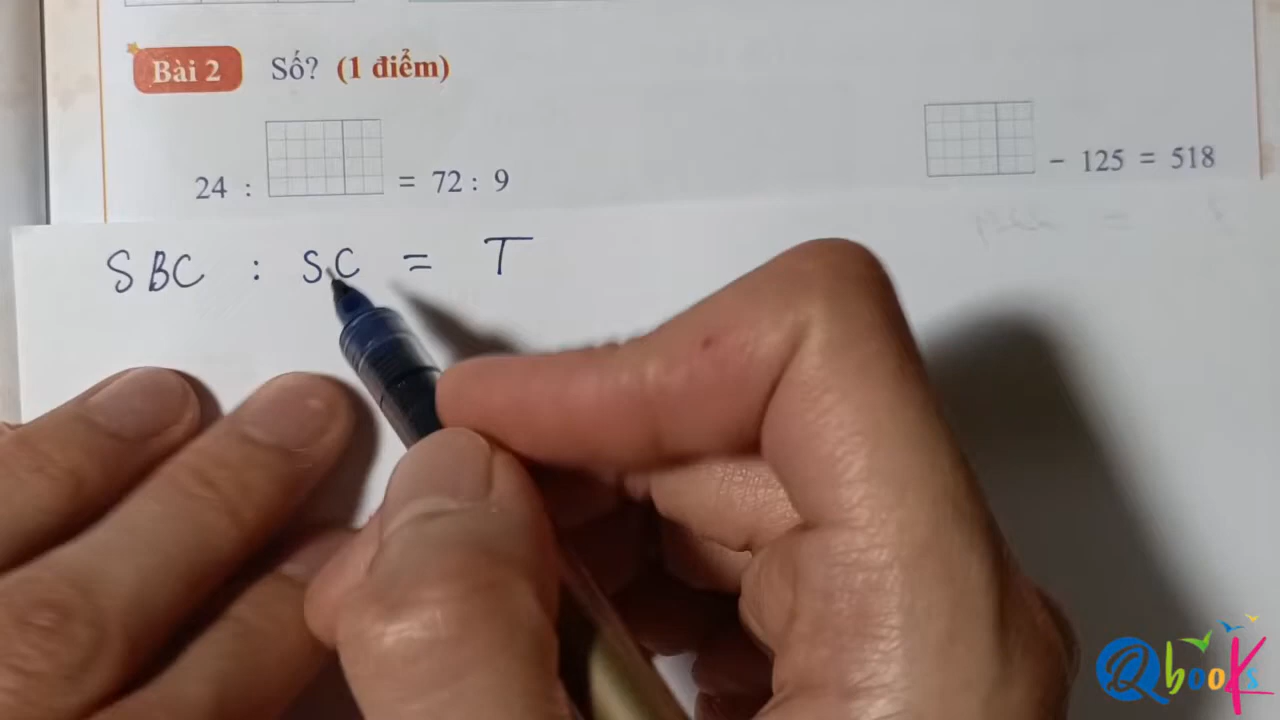 Bài 2 Số? (1 điểm)
24 : = 72 : 9
- 125 = 518
SBC : SC = T
Qbooks